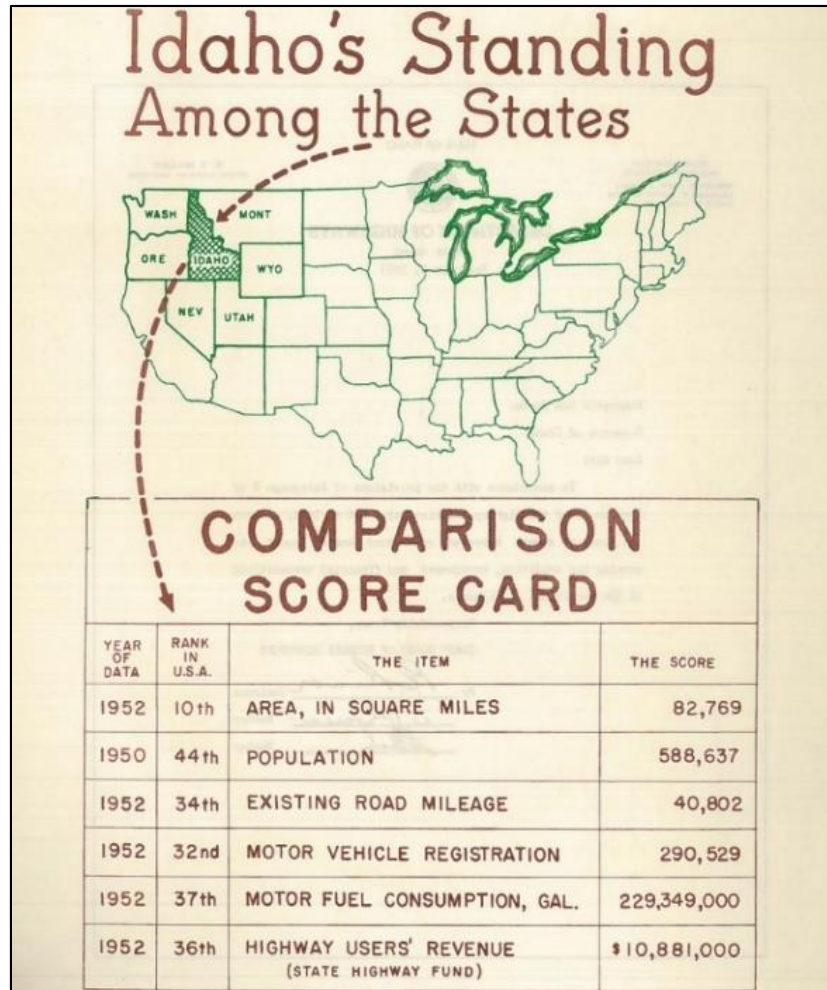 Idaho's Standing
Among the States
WASH
MONT
ORE
IDAHO
WYO
NEV
UTAH
COMPARISON
SCORE CARD
YEAR OF DATA RANK IN U.S.A. THE ITEM THE SCORE
1952 10th AREA, IN SQUARE MILES 82,769
1950 44th POPULATION 588,637
1952 34th EXISTING ROAD MILEAGE 40,802
1952 32nd MOTOR VEHICLE REGISTRATION 290,529
1952 37th MOTOR FUEL CONSUMPTION, GAL. 229,349,000
1952 36th HIGHWAY USERS' REVENUE $10,881,000
(STATE HIGHWAY FUND)